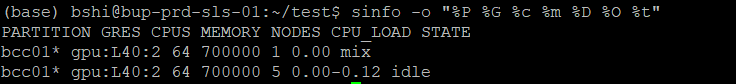 (base) bshi@bup-prd-sls-01:~/test$ sinfo -o "%P %G %c %m %D %O %t"
PARTITION GRES CPUS MEMORY NODES CPU_LOAD STATE
bcc01* gpu:L40:2 64 700000 1 0.00 mix
bcc01* gpu:L40:2 64 700000 5 0.00-0.12 idle